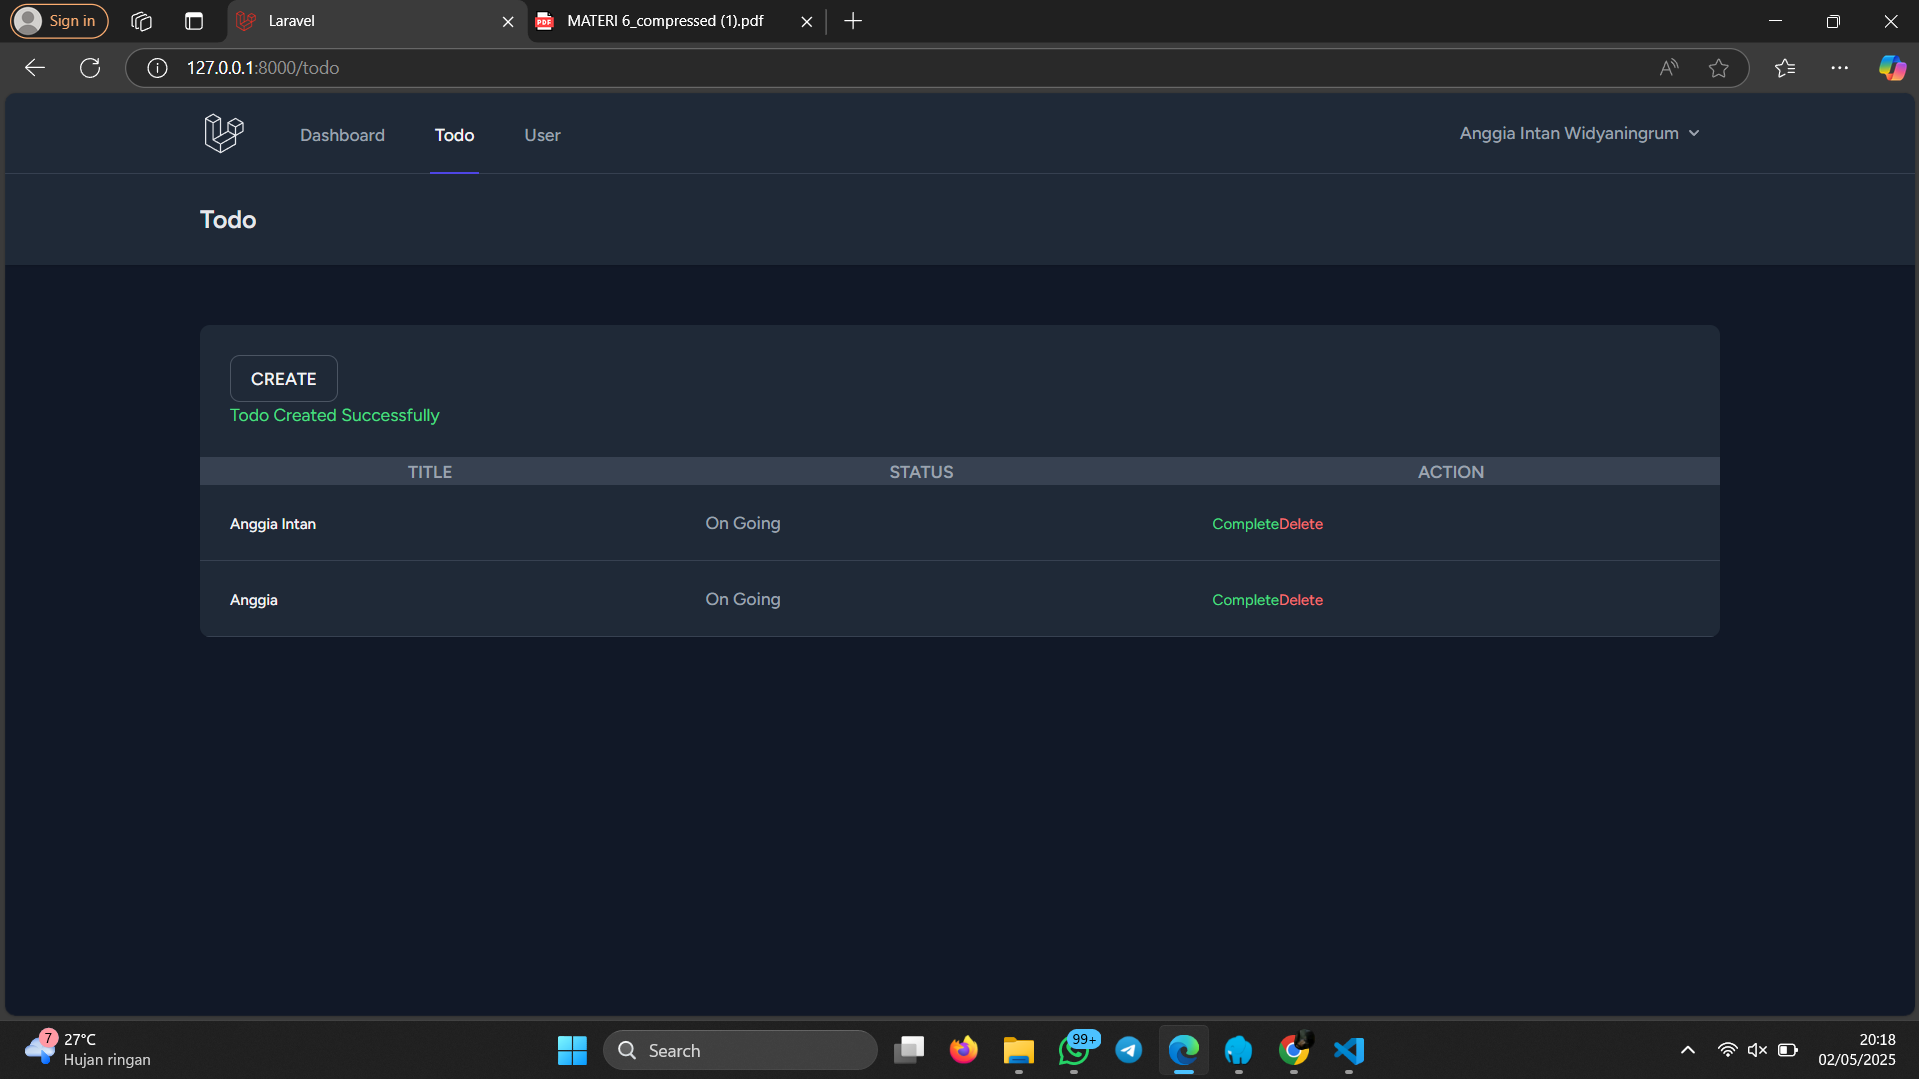 Sign in
Laravel
MATERI 6_compressed (1).pdf
127.0.0.1:8000/todo
Dashboard Todo User
Anggia Intan Widyaningrum
Todo
CREATE
Todo Created Successfully
TITLE STATUS ACTION
Anggia Intan On Going CompleteDelete
Anggia On Going CompleteDelete
7
27°C
Hujan ringan
Search
99+
20:18
02/05/2025